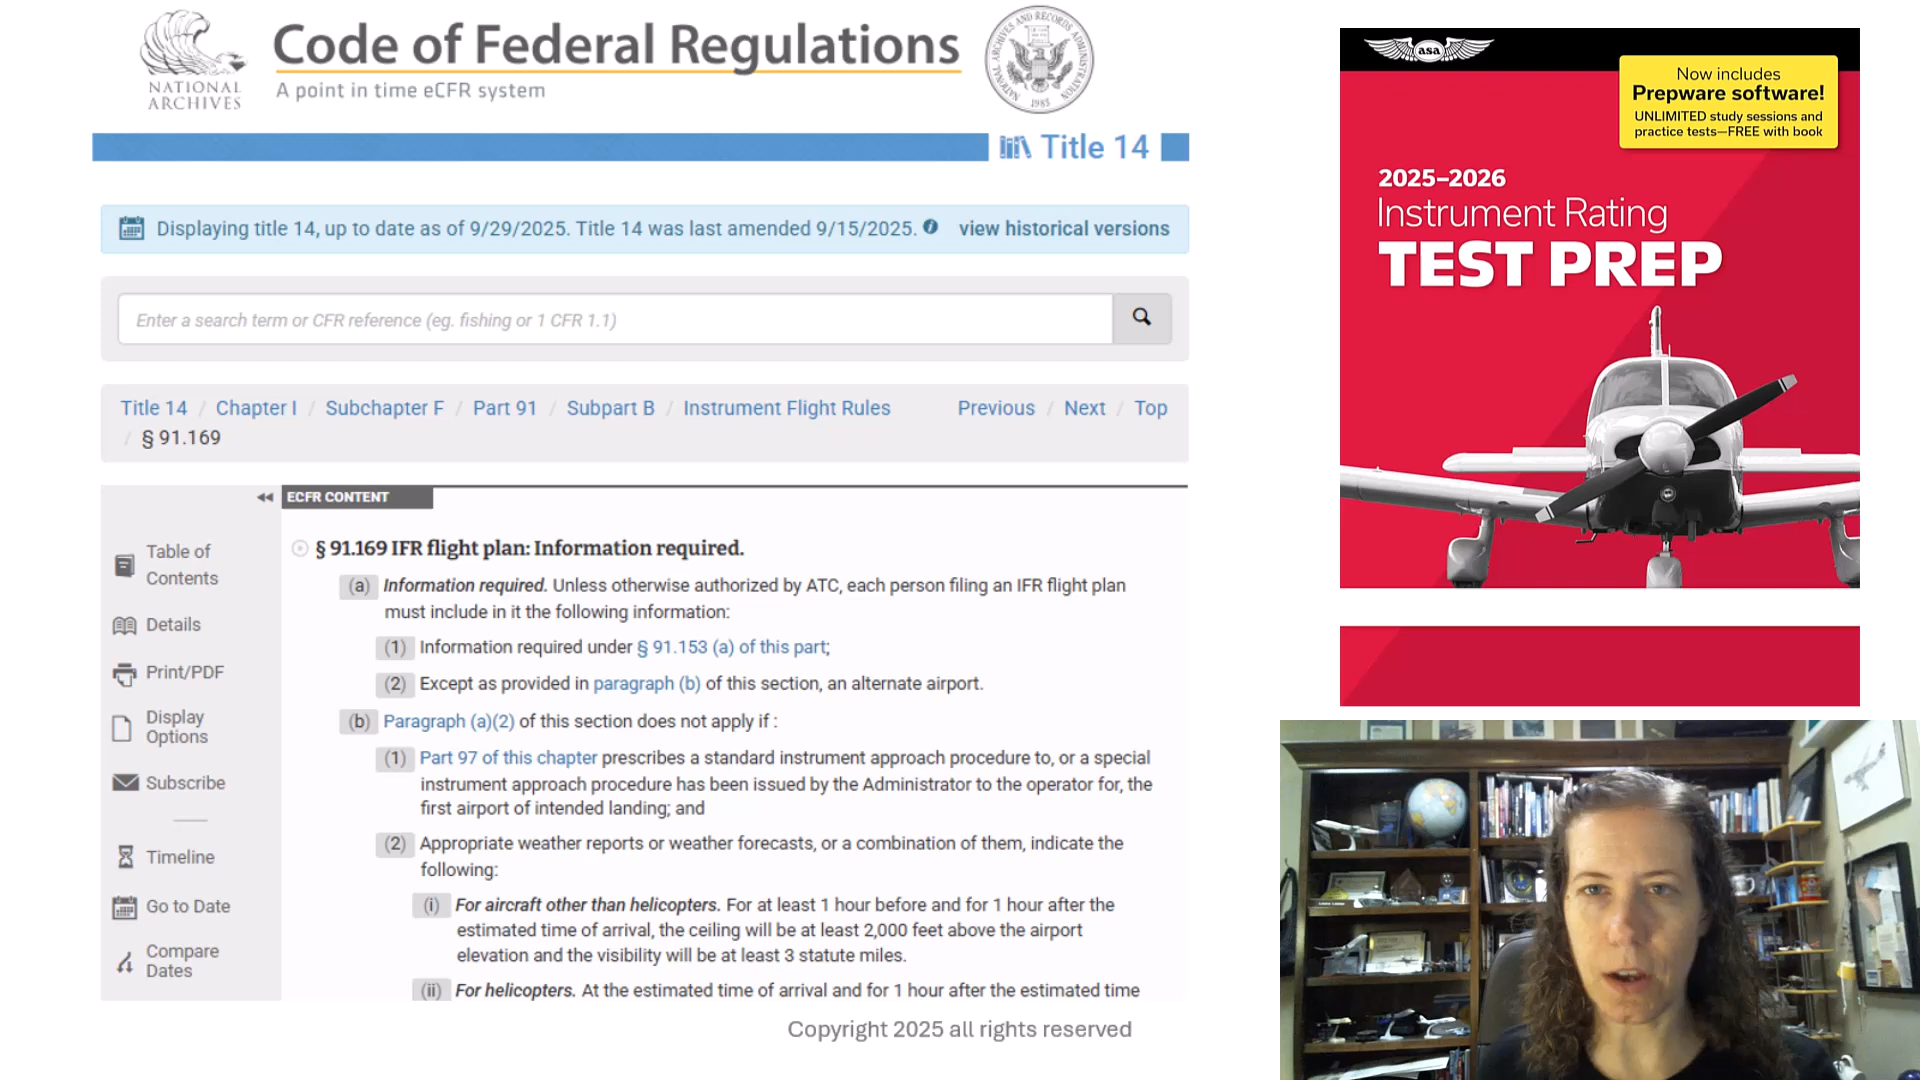 NATIONAL
ARCHIVES
Code of Federal Regulations
A point in time eCFR system
ARCHIVES AND RECORDS ADMINISTRATION
NATIONAL
1985
Title 14
Displaying title 14, up to date as of 9/29/2025. Title 14 was last amended 9/15/2025. view historical versions
Enter a search term or CFR reference (eg. fishing or 1 CFR 1.1)
Title 14 / Chapter I / Subchapter F / Part 91 / Subpart B / Instrument Flight Rules Previous / Next / Top
/ § 91.169
ECFR CONTENT
Table of
Contents
Details
Print/PDF
Display
Options
Subscribe
Timeline
Go to Date
Compare
Dates
§ 91.169 IFR flight plan: Information required.
(a) Information required. Unless otherwise authorized by ATC, each person filing an IFR flight plan
must include in it the following information:
(1) Information required under § 91.153 (a) of this part;
(2) Except as provided in paragraph (b) of this section, an alternate airport.
(b) Paragraph (a)(2) of this section does not apply if :
(1) Part 97 of this chapter prescribes a standard instrument approach procedure to, or a special
instrument approach procedure has been issued by the Administrator to the operator for, the
first airport of intended landing; and
(2) Appropriate weather reports or weather forecasts, or a combination of them, indicate the
following:
(i) For aircraft other than helicopters. For at least 1 hour before and for 1 hour after the
estimated time of arrival, the ceiling will be at least 2,000 feet above the airport
elevation and the visibility will be at least 3 statute miles.
(ii) For helicopters. At the estimated time of arrival and for 1 hour after the estimated time
Copyright 2025 all rights reserved
asa
Now includes
Prepware software!
UNLIMITED study sessions and
practice tests—FREE with book
2025–2026
Instrument Rating
TEST PREP